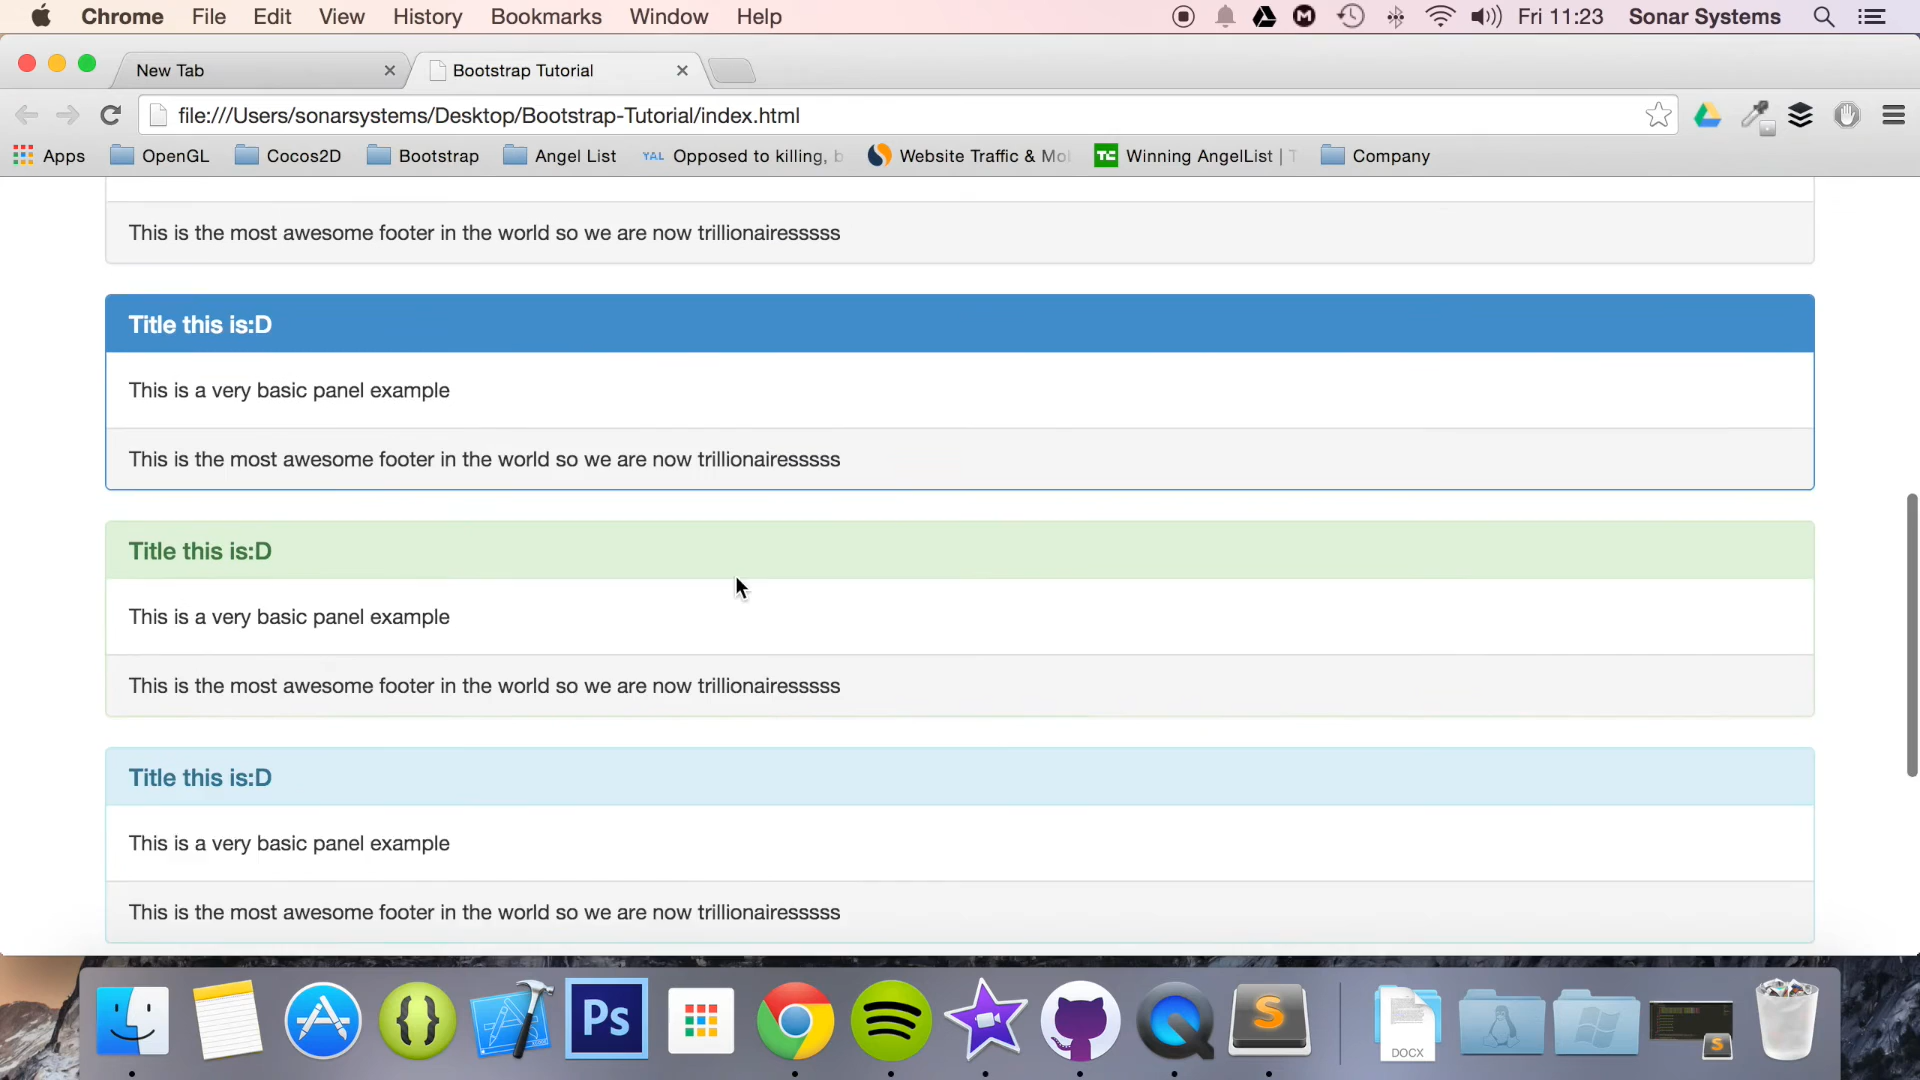 Chrome File Edit View History Bookmarks Window Help Fri 11:23 Sonar Systems
New Tab Bootstrap Tutorial
file:///Users/sonarsystems/Desktop/Bootstrap-Tutorial/index.html
Apps OpenGL Cocos2D Bootstrap Angel List YAL Opposed to killing, b Website Traffic & Mo TC Winning AngelList | T Company
This is the most awesome footer in the world so we are now trillionairesssss
Title this is:D
This is a very basic panel example
This is the most awesome footer in the world so we are now trillionairesssss
Title this is:D
This is a very basic panel example
This is the most awesome footer in the world so we are now trillionairesssss
Title this is:D
This is a very basic panel example
This is the most awesome footer in the world so we are now trillionairesssss
Ps S DOCX S